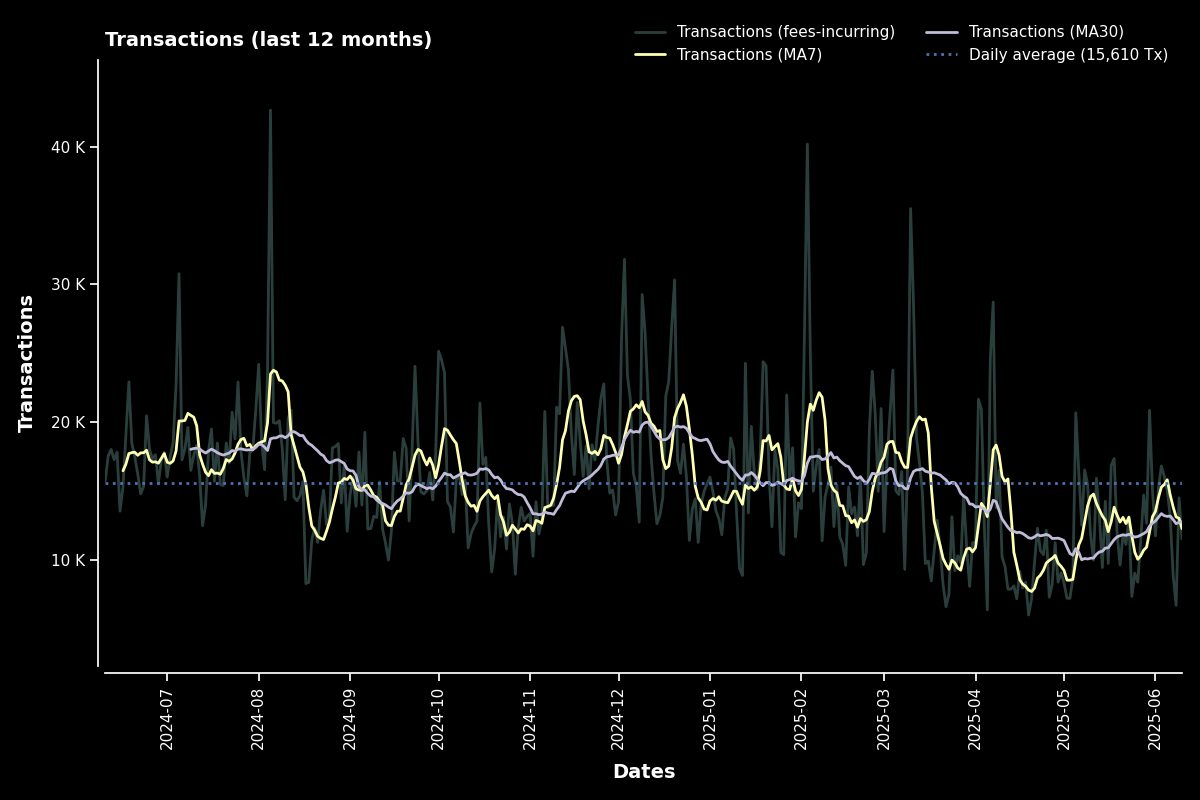 Transactions (last 12 months)
Transactions (fees-incurring)
Transactions (MA7)
Transactions (MA30)
Daily average (15,610 Tx)
Transactions
40 K
30 K
20 K
10 K
2024-07
2024-08
2024-09
2024-10
2024-11
2024-12
2025-01
2025-02
2025-03
2025-04
2025-05
2025-06
Dates